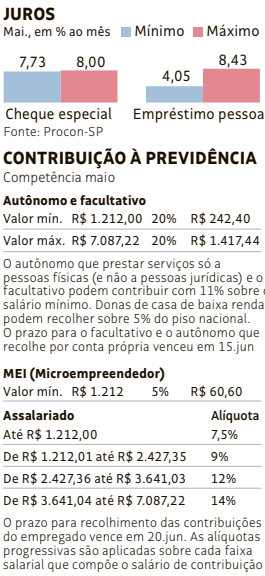 JUROS
Mai., em % ao mês Mínimo Máximo
7,73 8,00 4,05 8,43
Cheque especial Empréstimo pessoa
Fonte: Procon-SP
CONTRIBUIÇÃO À PREVIDÊNCIA
Competência maio
Autônomo e facultativo
Valor mín. R$ 1.212,00 20% R$ 242,40
Valor máx. R$ 7.087,22 20% R$ 1.417,44
O autônomo que prestar serviços só a
pessoas físicas (e não a pessoas jurídicas) e o
facultativo podem contribuir com 11% sobre o
salário mínimo. Donas de casa de baixa renda
podem recolher sobre 5% do piso nacional.
O prazo para o facultativo e o autônomo que
recolhe por conta própria venceu em 15.jun
MEI (Microempreendedor)
Valor mín. R$ 1.212 5% R$ 60,60
Assalariado Alíquota
Até R$ 1.212,00 7,5%
De R$ 1.212,01 até R$ 2.427,35 9%
De R$ 2.427,36 até R$ 3.641,03 12%
De R$ 3.641,04 até R$ 7.087,22 14%
O prazo para recolhimento das contribuições
do empregado vence em 20.jun. As alíquotas
progressivas são aplicadas sobre cada faixa
salarial que compõe o salário de contribuição